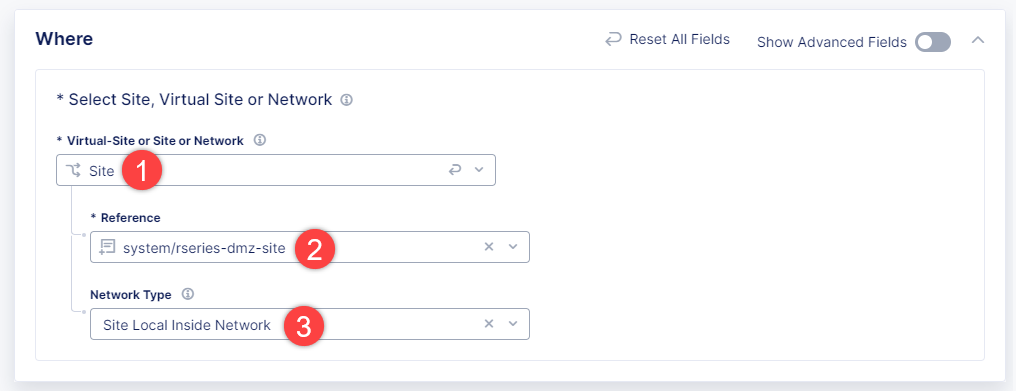 Where
Reset All Fields
Show Advanced Fields
* Select Site, Virtual Site or Network
* Virtual-Site or Site or Network
Site 1
* Reference
system/rseries-dmz-site 2
Network Type
Site Local Inside Network 3